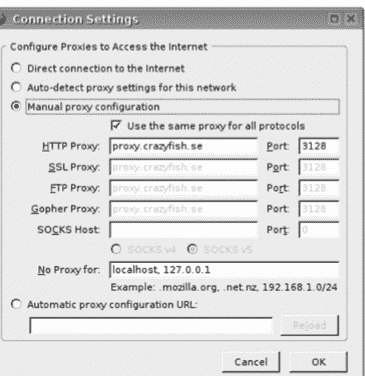 Connection Settings
Configure Proxies to Access the Internet
Direct connection to the Internet
Auto-detect proxy settings for this network
Manual proxy configuration
Use the same proxy for all protocols
HTTP Proxy: proxy.crazyfish.se Port: 3128
SSL Proxy: proxy.crazyfish.se Port: 3128
FTP Proxy: proxy.crazyfish.se Port: 3128
Gopher Proxy: proxy.crazyfish.se Port: 3128
SOCKS Host: Port: 0
SOCKS v4 SOCKS v5
No Proxy for: localhost, 127.0.0.1
Example: .mozilla.org, .net.nz, 192.168.1.0/24
Automatic proxy configuration URL:
Reload
Cancel OK